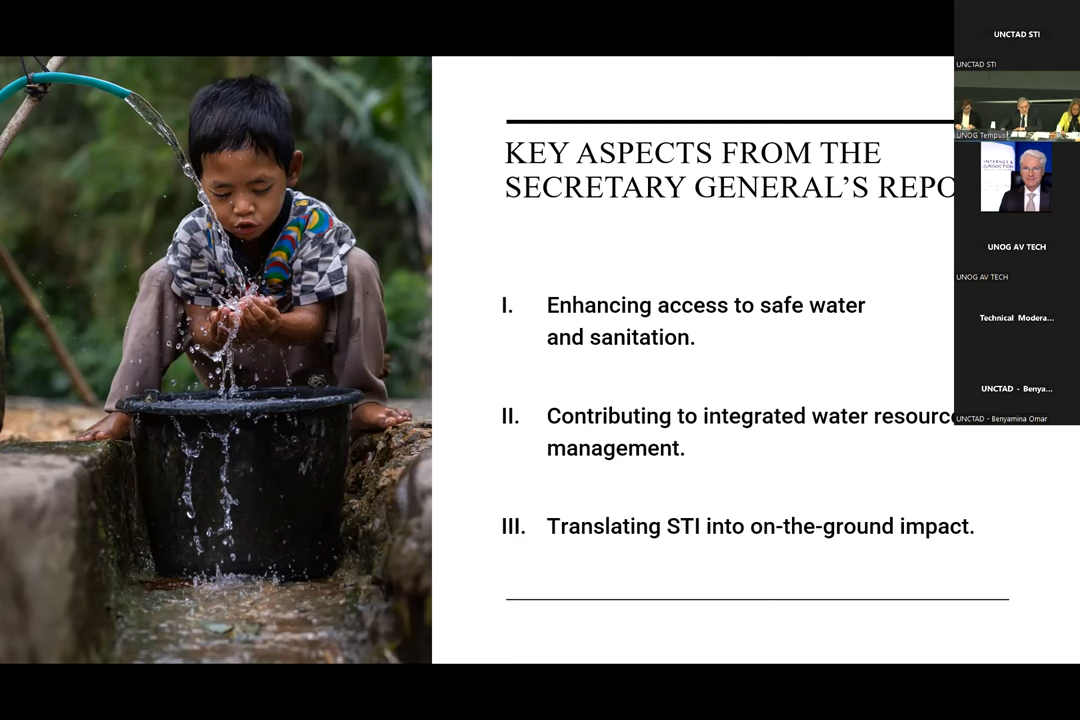 KEY ASPECTS FROM THE
SECRETARY GENERAL’S REPO
I. Enhancing access to safe water
and sanitation.
II. Contributing to integrated water resourc
management.
III. Translating STI into on-the-ground impact.
UNCTAD STI
UNCTAD STI
UNOG Tempus
INTERNET &
JURISDICTION
UNOG AV TECH
UNOG AV TECH
Technical Modera...
UNCTAD - Benya...
UNCTAD - Benyamina Omar